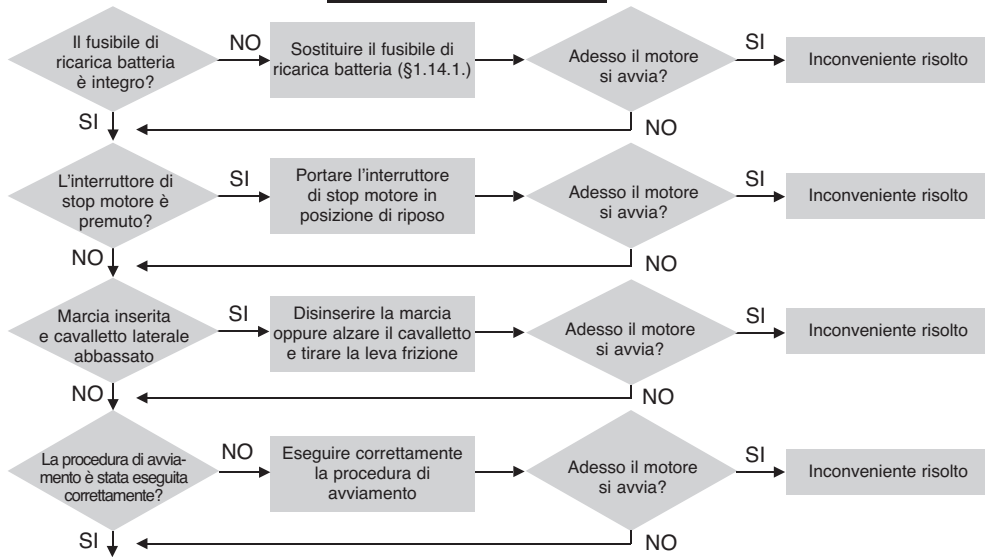 Il fusibile di
ricarica batteria
è integro?
NO
Sostituire il fusibile di
ricarica batteria (§1.14.1.)
Adesso il motore
si avvia?
SI
Inconveniente risolto
SI
NO
L'interruttore di
stop motore è
premuto?
SI
Portare l'interruttore
di stop motore in
posizione di riposo
Adesso il motore
si avvia?
SI
Inconveniente risolto
NO
NO
Marcia inserita
e cavalletto laterale
abbassato
SI
Disinserire la marcia
oppure alzare il cavalletto
e tirare la leva frizione
Adesso il motore
si avvia?
SI
Inconveniente risolto
NO
NO
La procedura di avvia-
mento è stata eseguita
correttamente?
NO
Eseguire correttamente
la procedura di
avviamento
Adesso il motore
si avvia?
SI
Inconveniente risolto
SI
NO